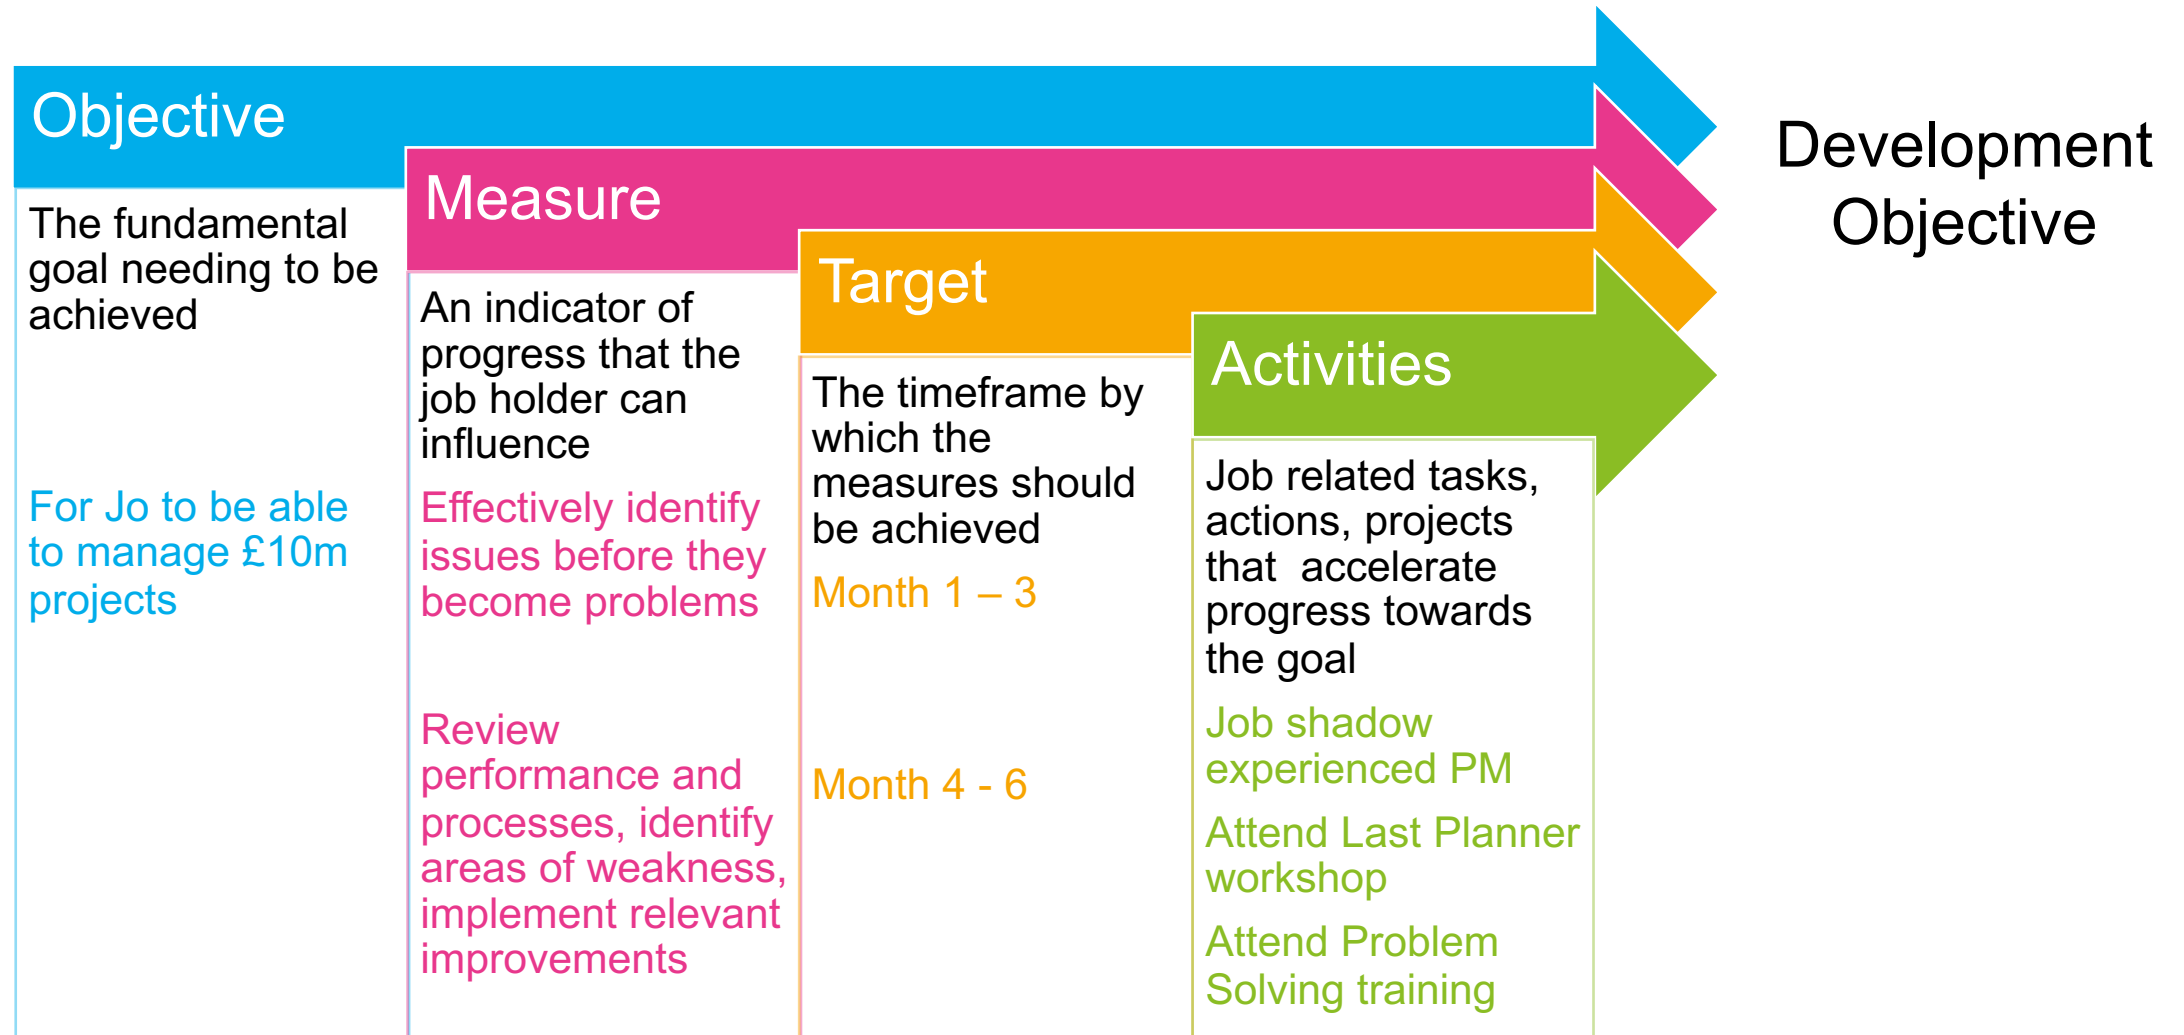 Objective
The fundamental
goal needing to be
achieved
For Jo to be able
to manage £10m
projects
Measure
An indicator of
progress that the
job holder can
influence
Effectively identify
issues before they
become problems
Review
performance and
processes, identify
areas of weakness,
implement relevant
improvements
Target
The timeframe by
which the
measures should
be achieved
Month 1 – 3
Month 4 - 6
Activities
Job related tasks,
actions, projects
that  accelerate
progress towards
the goal
Job shadow
experienced PM
Attend Last Planner
workshop
Attend Problem
Solving training
Development
Objective